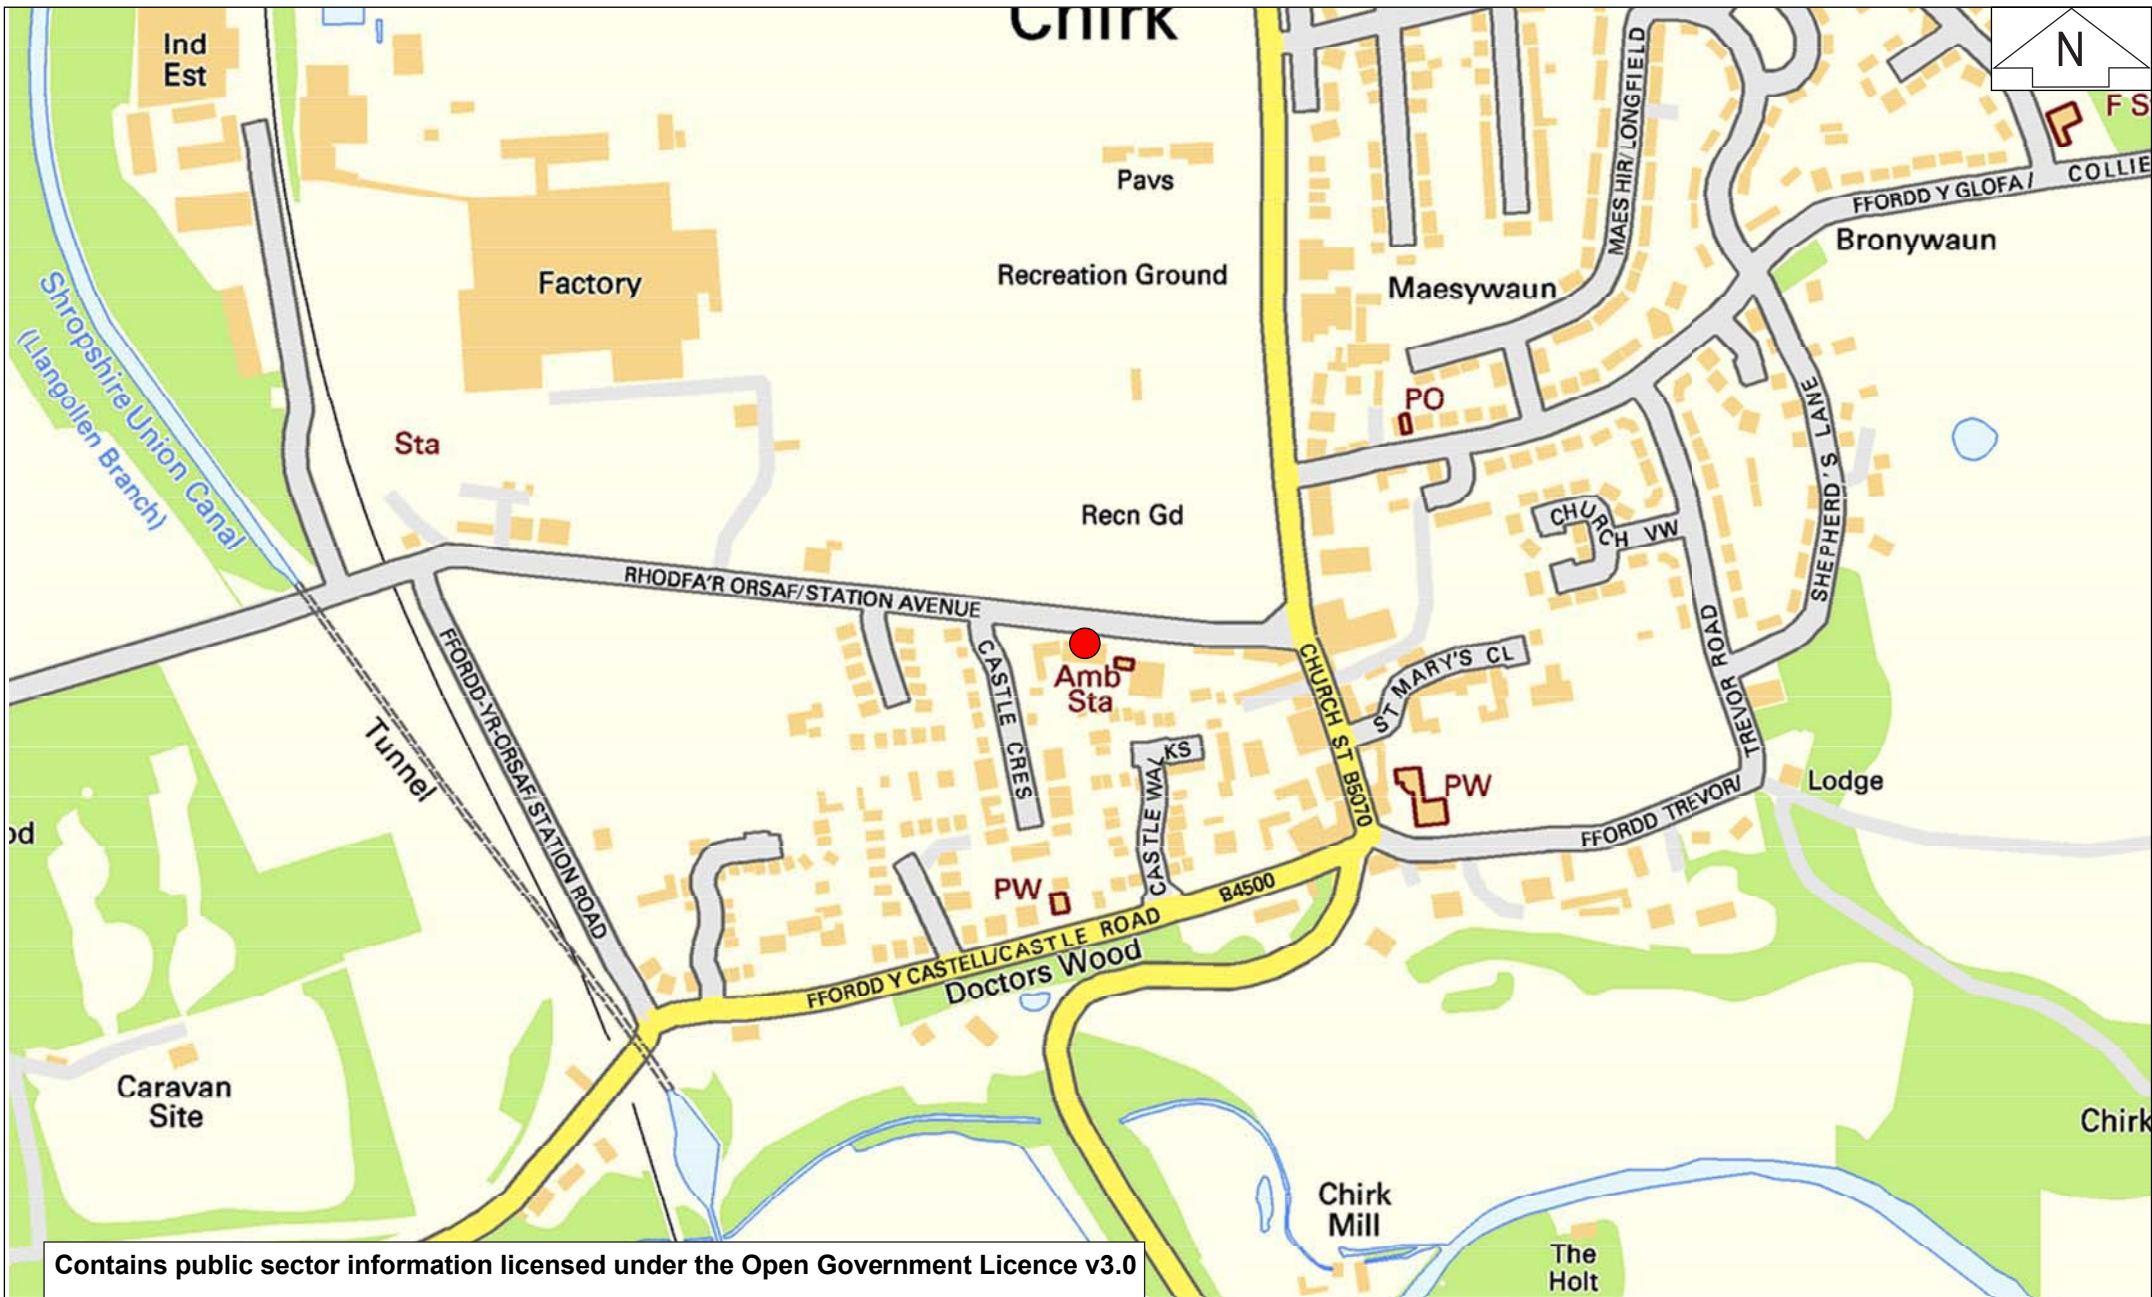 Chirk
N
Ind
Est
F S
MAES HIR/LONGFIELD
Pavs
FFORDD Y GLOFA/
COLLIE
Bronywaun
Recreation Ground
Factory
Maesywaun
Shropshire Union Canal
(Llangollen Branch)
PO
SHEPHERD'S LANE
Sta
Recn Gd
CHURCH VW
RHODFA'R ORSAF/STATION AVENUE
FFORDD-YR-ORSAF/STATION ROAD
CASTLE CRES
Amb
Sta
CHURCH ST B5070
ST MARY'S CL
TREVOR ROAD
Tunnel
CASTLE WALKS
PW
Lodge
FFORDD TREVOR/
od
PW
B4500
FFORDD Y CASTELL/CASTLE ROAD
Doctors Wood
Caravan
Site
Chirk
Chirk
Mill
The
Holt
Contains public sector information licensed under the Open Government Licence v3.0